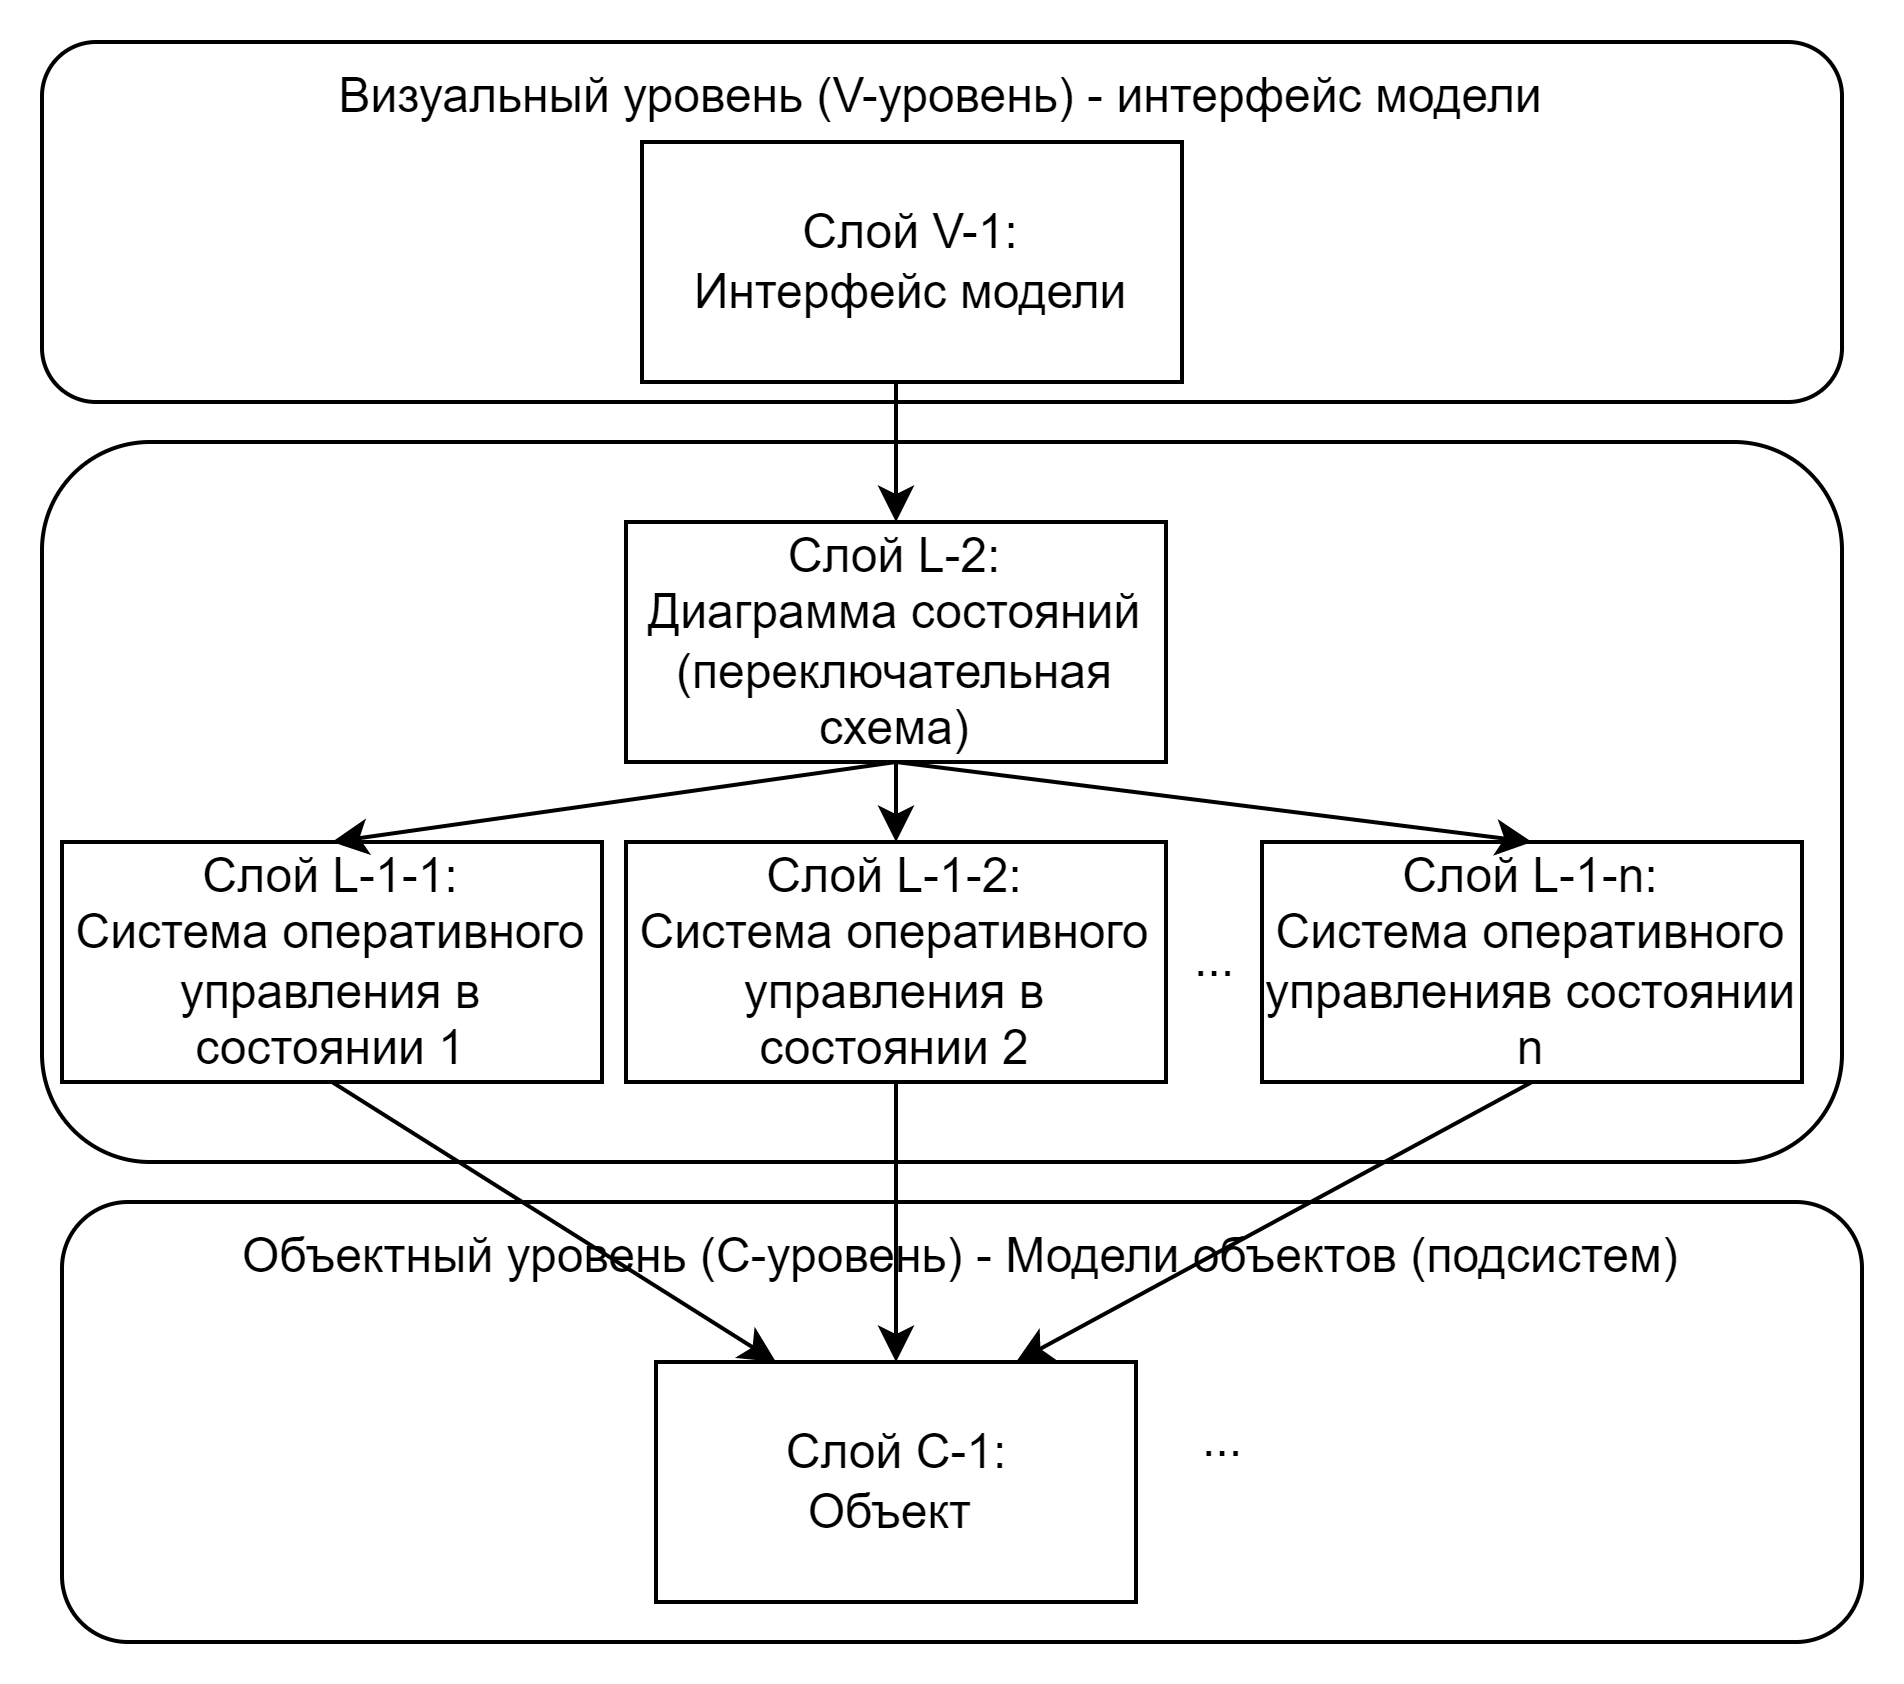 Визуальный уровень (V-уровень) - интерфейс модели
Слой V-1:
Интерфейс модели
Слой L-2:
Диаграмма состояний
(переключательная
схема)
Слой L-1-1:
Система оперативного
управления в
состоянии 1
Слой L-1-2:
Система оперативного
управления в
состоянии 2
...
Слой L-1-n:
Система оперативного
управленияв состоянии
n
Объектный уровень (С-уровень) - Модели объектов (подсистем)
Слой С-1:
Объект
...